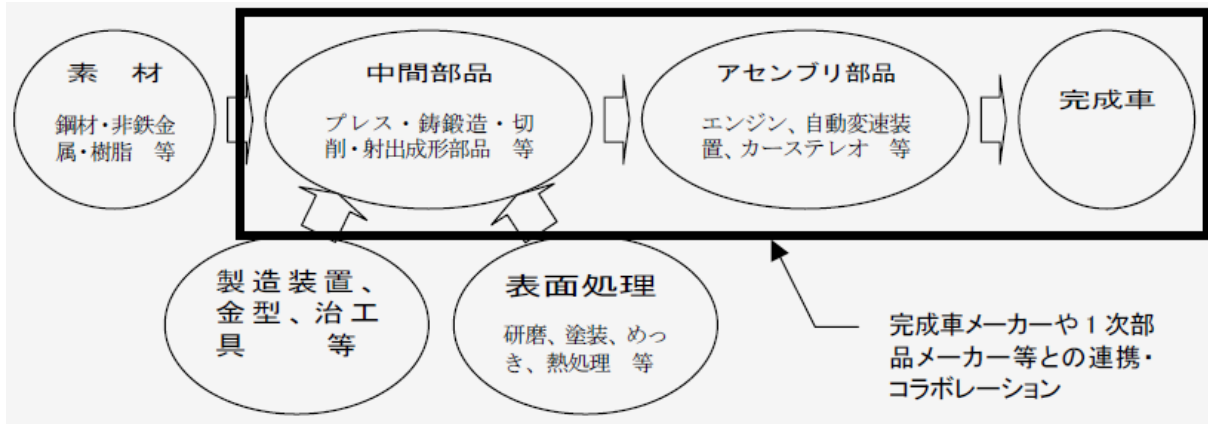 素　材
鋼材・非鉄金
属・樹脂　等
中間部品
プレス・鋳鍛造・切
削・射出成形部品　等
アセンブリ部品
エンジン、自動変速装
置、カーステレオ　等
完成車
製造装置、
金型、治工
具　　　等
表面処理
研磨、塗装、めっ
き、熱処理　等
完成車メーカーや１次部
品メーカー等との連携・
コラボレーション